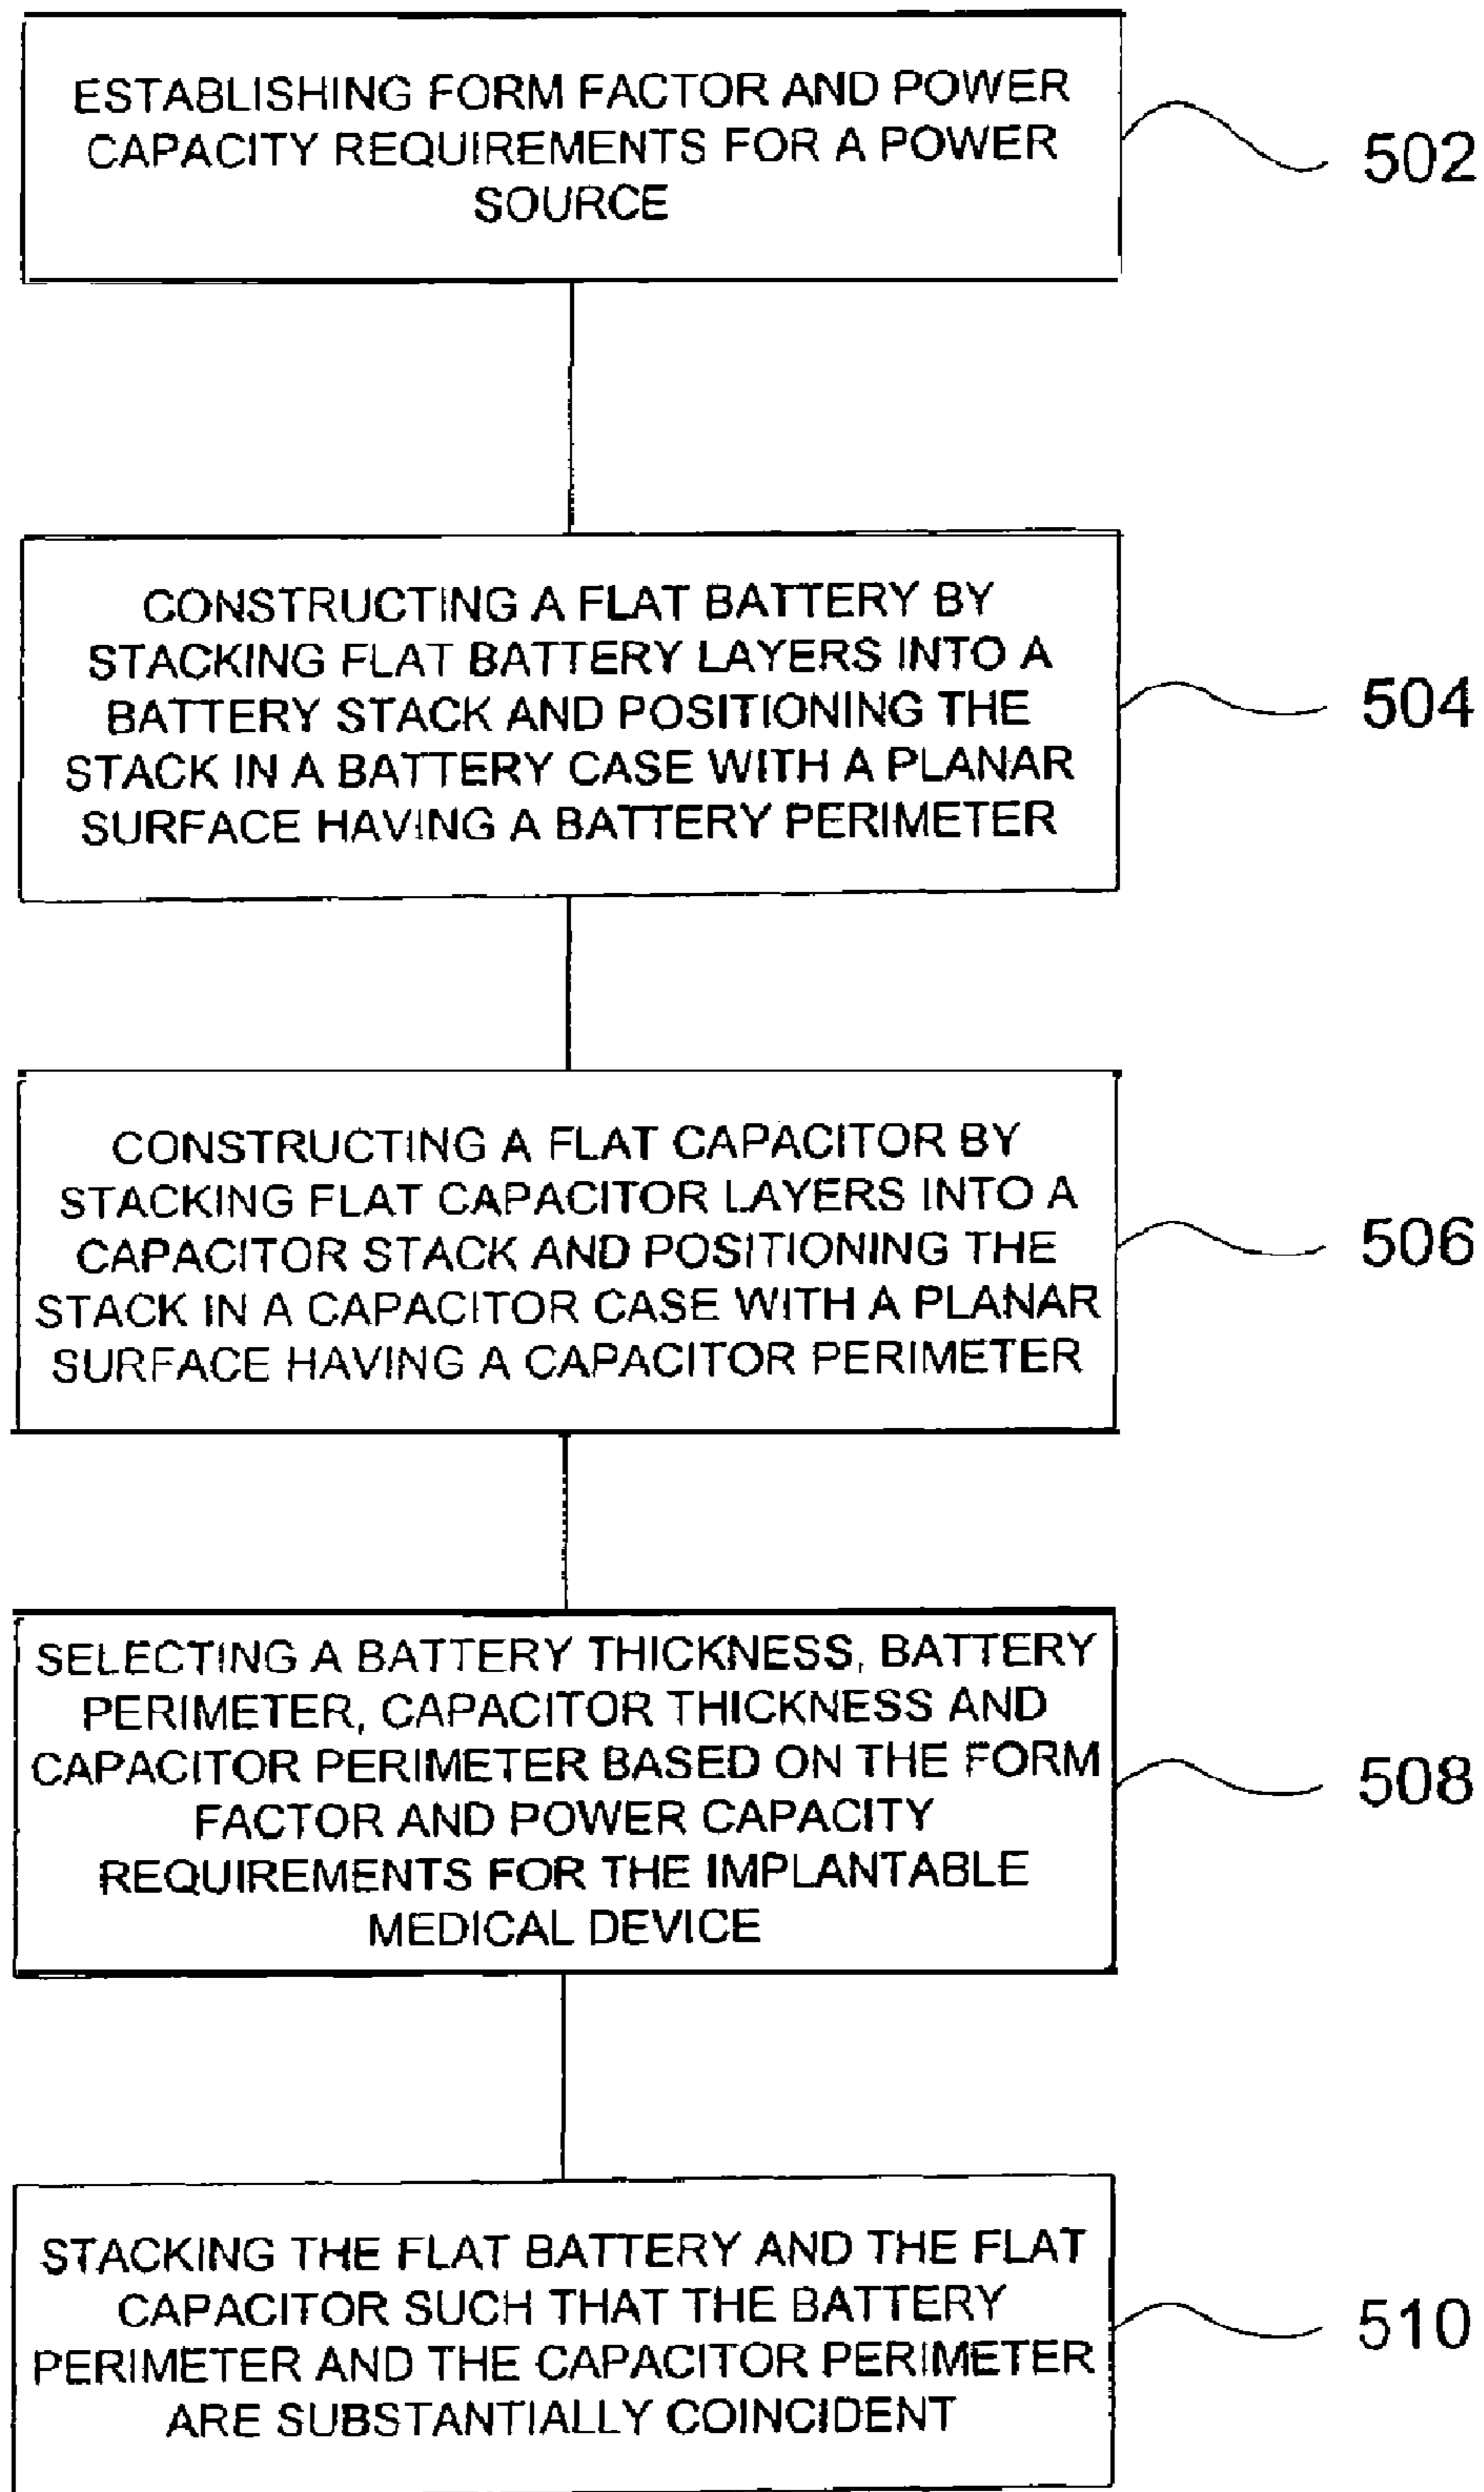 ESTABLISHING FORM FACTOR AND POWER
CAPACITY REQUIREMENTS FOR A POWER
SOURCE
502
CONSTRUCTING A FLAT BATTERY BY
STACKING FLAT BATTERY LAYERS INTO A
BATTERY STACK AND POSITIONING THE
STACK IN A BATTERY CASE WITH A PLANAR
SURFACE HAVING A BATTERY PERIMETER
504
CONSTRUCTING A FLAT CAPACITOR BY
STACKING FLAT CAPACITOR LAYERS INTO A
CAPACITOR STACK AND POSITIONING THE
STACK IN A CAPACITOR CASE WITH A PLANAR
SURFACE HAVING A CAPACITOR PERIMETER
506
SELECTING A BATTERY THICKNESS, BATTERY
PERIMETER, CAPACITOR THICKNESS AND
CAPACITOR PERIMETER BASED ON THE FORM
FACTOR AND POWER CAPACITY
REQUIREMENTS FOR THE IMPLANTABLE
MEDICAL DEVICE
508
STACKING THE FLAT BATTERY AND THE FLAT
CAPACITOR SUCH THAT THE BATTERY
PERIMETER AND THE CAPACITOR PERIMETER
ARE SUBSTANTIALLY COINCIDENT
510